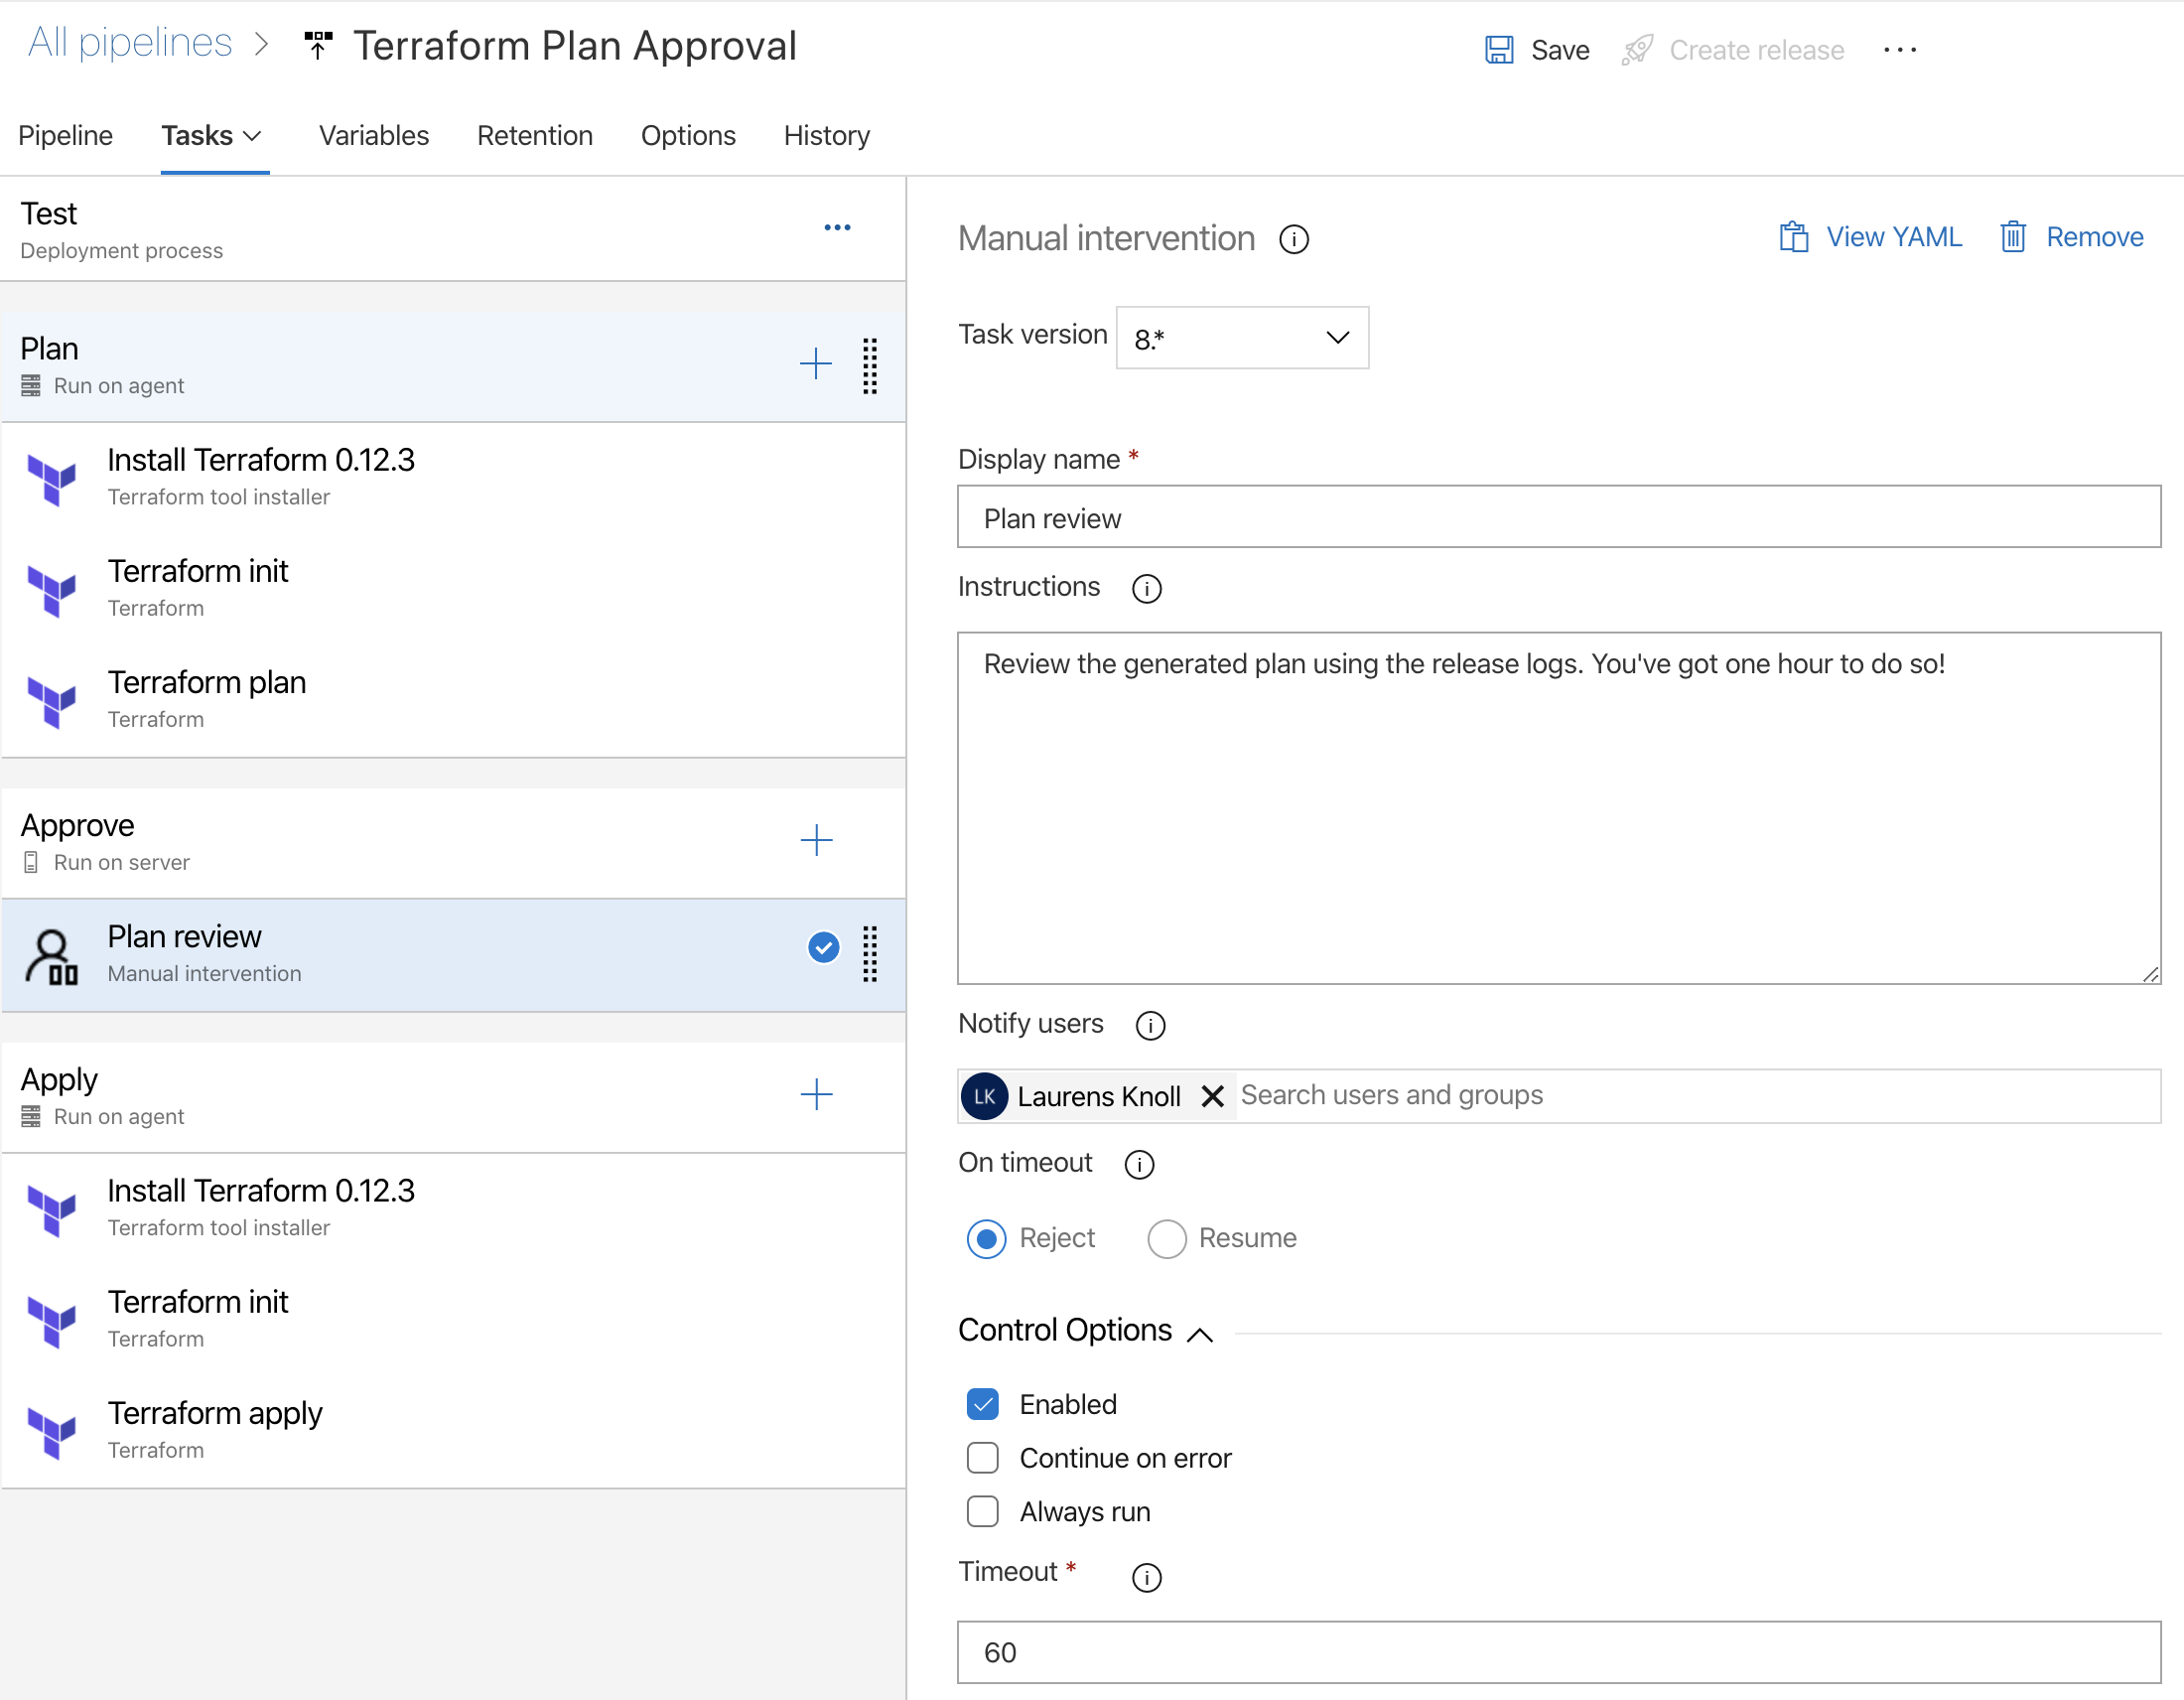 All pipelines > Terraform Plan Approval
Save Create release ...
Pipeline Tasks Variables Retention Options History
Test
Deployment process
Plan
Run on agent
Install Terraform 0.12.3
Terraform tool installer
Terraform init
Terraform
Terraform plan
Terraform
Approve
Run on server
Plan review
Manual intervention
Apply
Run on agent
Install Terraform 0.12.3
Terraform tool installer
Terraform init
Terraform
Terraform apply
Terraform
Manual intervention
View YAML Remove
Task version 8.*
Display name *
Plan review
Instructions
Review the generated plan using the release logs. You've got one hour to do so!
Notify users
LK Laurens Knoll Search users and groups
On timeout
Reject Resume
Control Options
Enabled
Continue on error
Always run
Timeout *
60